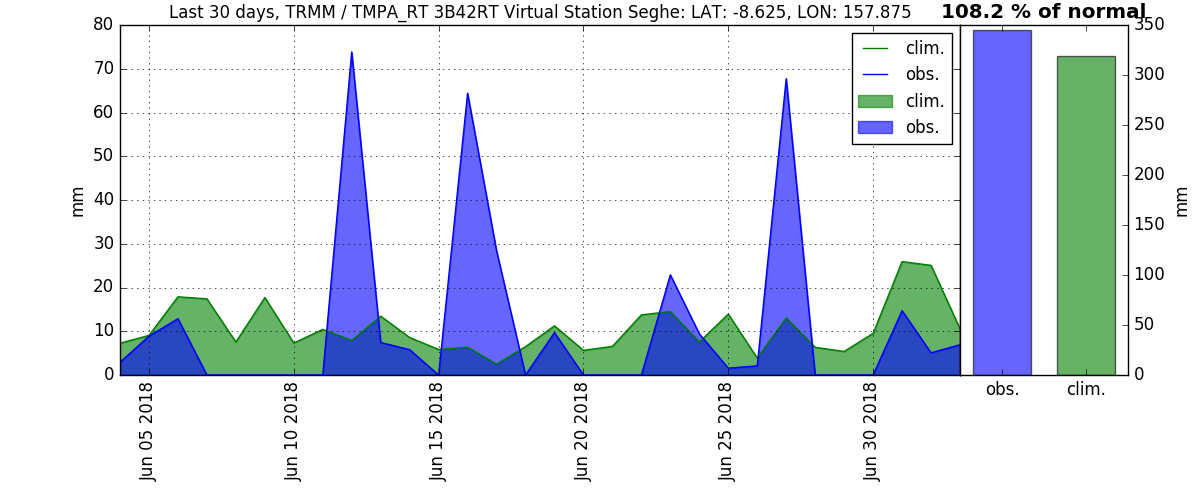 Last 30 days, TRMM / TMPA_RT 3B42RT Virtual Station Seghe: LAT: -8.625, LON: 157.875
108.2 % of normal
80
70
60
50
40
30
20
10
0
mm
clim.
obs.
clim.
obs.
Jun 05 2018
Jun 10 2018
Jun 15 2018
Jun 20 2018
Jun 25 2018
Jun 30 2018
350
300
250
200
150
100
50
0
mm
obs.
clim.